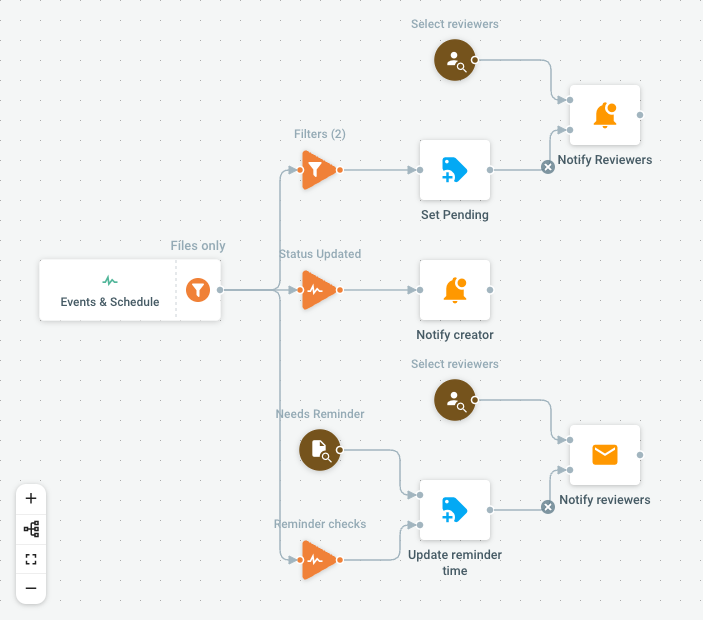 Select reviewers
Notify Reviewers
Filters (2)
Set Pending
Files only
Events & Schedule
Status Updated
Notify creator
Select reviewers
Needs Reminder
Notify reviewers
Reminder checks
Update reminder
time